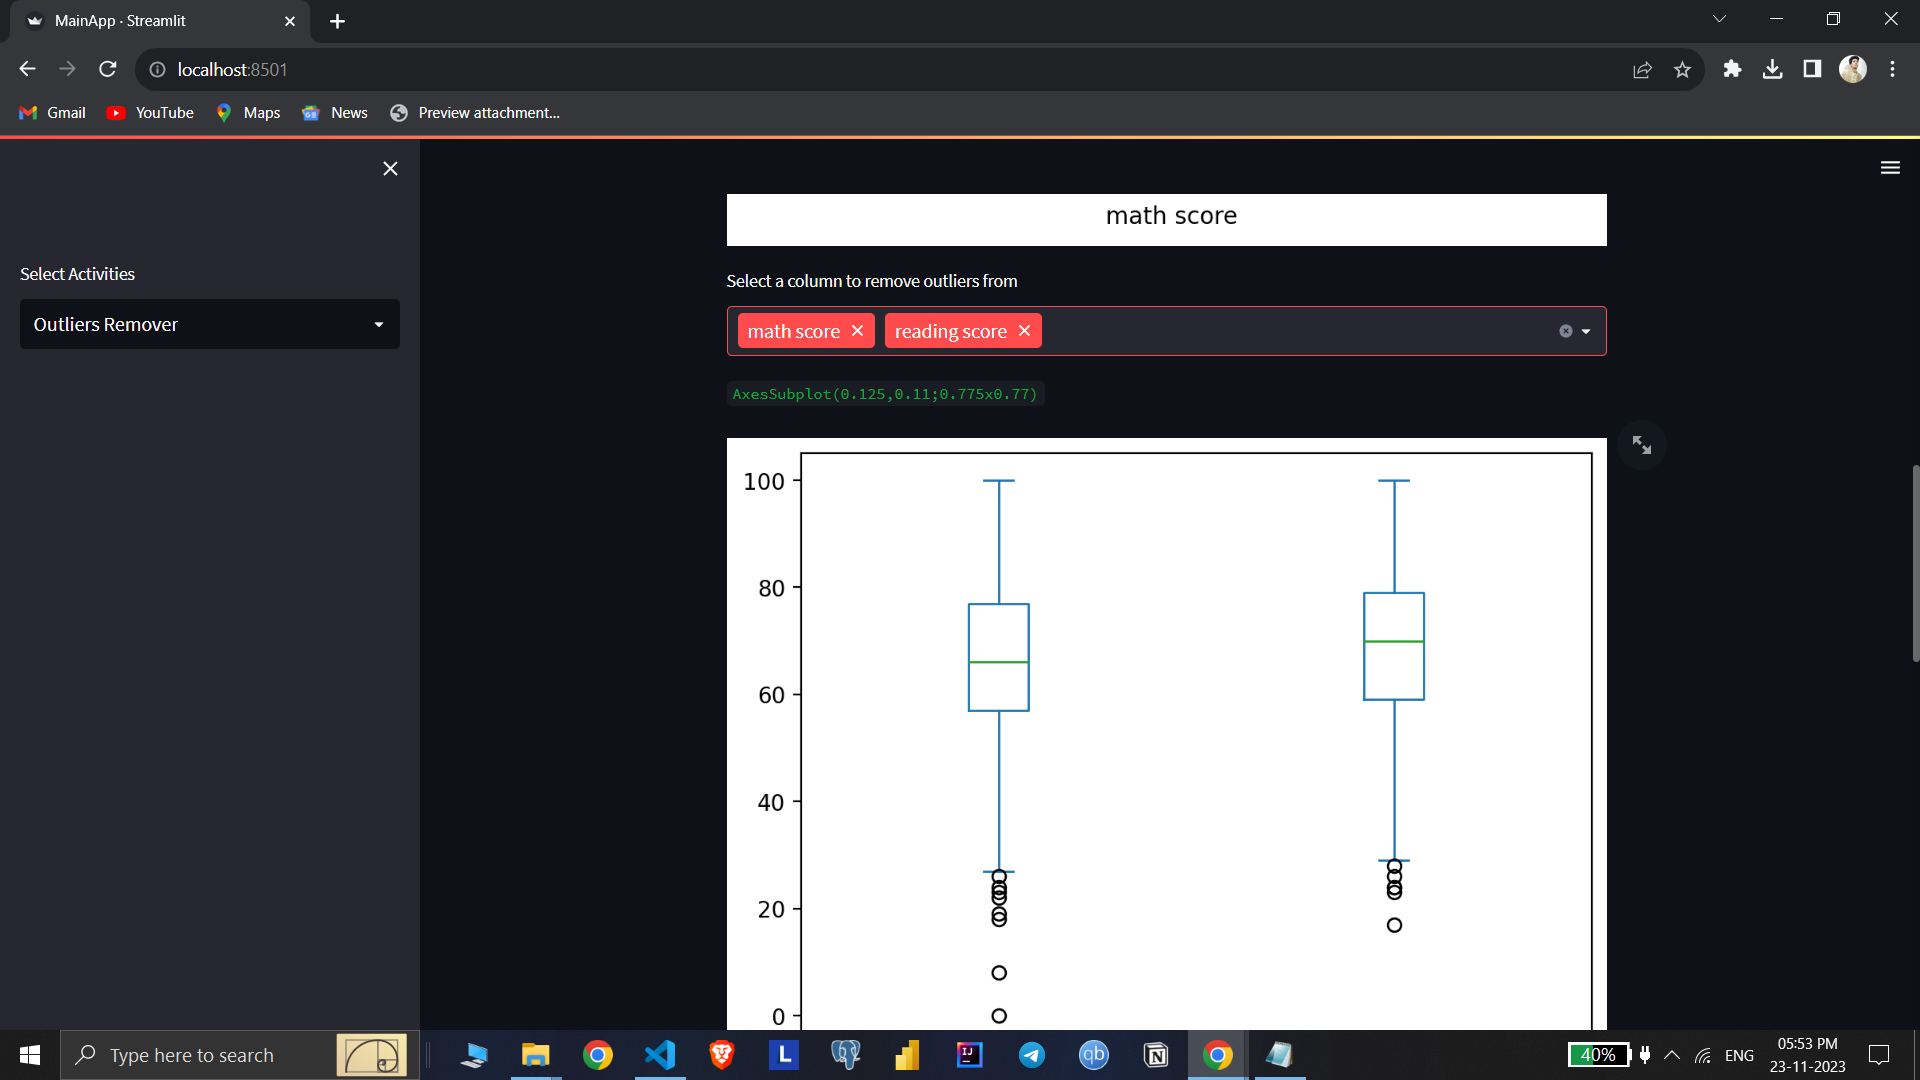 MainApp · Streamlit
localhost:8501
Gmail YouTube Maps News Preview attachment...
math score
Select Activities
Outliers Remover
Select a column to remove outliers from
math score reading score
AxesSubplot(0.125,0.11;0.775x0.77)
100
80
60
40
20
0
Type here to search
40%
ENG
05:53 PM
23-11-2023